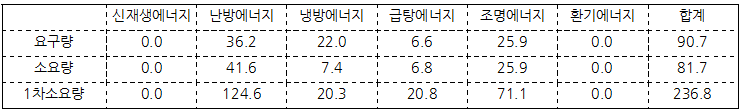 신재생에너지 난방에너지 냉방에너지 급탕에너지 조명에너지 환기에너지 합계
요구량 0.0 36.2 22.0 6.6 25.9 0.0 90.7
소요량 0.0 41.6 7.4 6.8 25.9 0.0 81.7
1차소요량 0.0 124.6 20.3 20.8 71.1 0.0 236.8